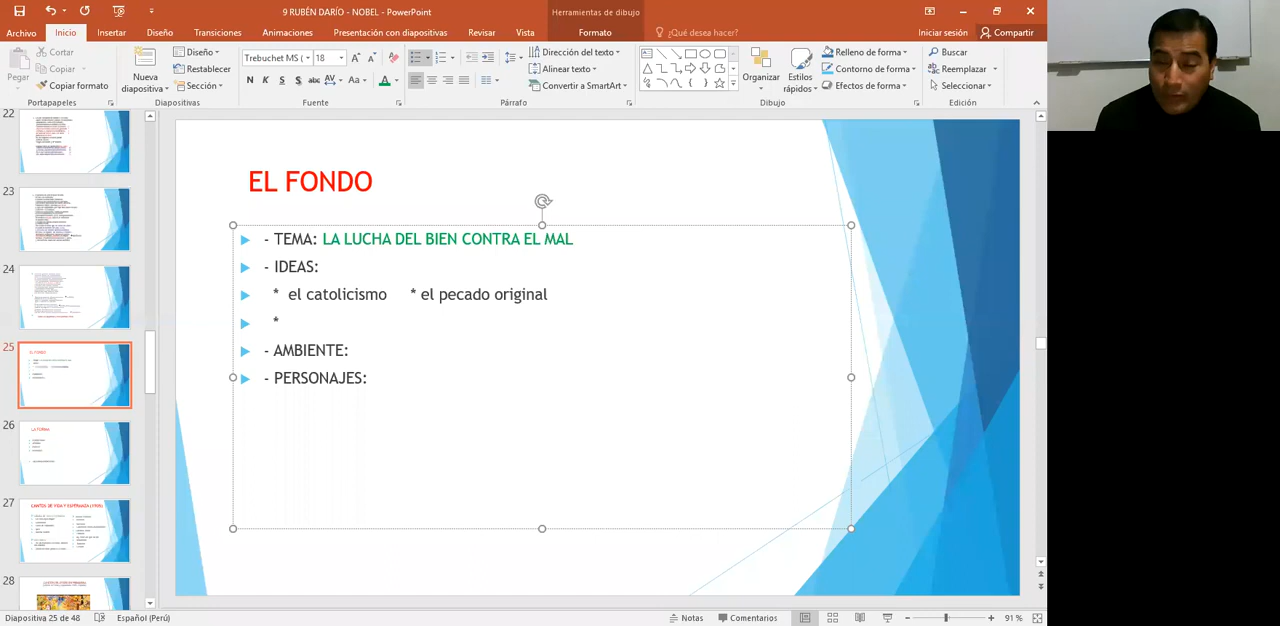 9 RUBÉN DARÍO - NOBEL - PowerPoint
Herramientas de dibujo
Archivo Inicio Insertar Diseño Transiciones Animaciones Presentación con diapositivas Revisar Vista Formato ¿Qué desea hacer? Iniciar sesión Compartir
Pegar
Cortar
Copiar
Copiar formato
Portapapeles
Nueva diapositiva
Diseño
Restablecer
Sección
Diapositivas
Trebuchet MS ( 18
N K S S abc AV Aa A
Fuente
Dirección del texto
Alinear texto
Convertir a SmartArt
Párrafo
Organizar
Estilos rápidos
Relleno de forma
Contorno de forma
Efectos de forma
Dibujo
Buscar
Reemplazar
Seleccionar
Edición
22
23
24
25
26
27
CANTOS DE VIDA Y ESPERANZA (1905)
28
EL FONDO
- TEMA: LA LUCHA DEL BIEN CONTRA EL MAL
- IDEAS:
* el catolicismo * el pecado original
*
- AMBIENTE:
- PERSONAJES:
Diapositiva 25 de 48 Español (Perú) Notas Comentarios 91 %